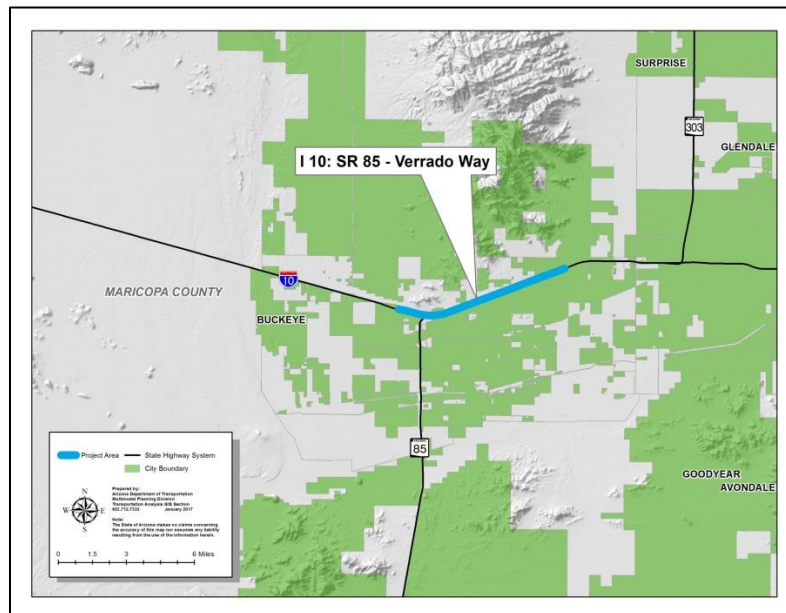 SURPRISE
303
GLENDALE
I 10: SR 85 - Verrado Way
10
MARICOPA COUNTY
BUCKEYE
85
GOODYEAR
AVONDALE
Project Area
State Highway System
City Boundary
N
W
E
S
Prepared by:
Arizona Department of Transportation
Multimodal Planning Division
Transportation Analysis GIS Section
602.712.7333 January 2017
Note:
The State of Arizona makes no claims concerning
the accuracy of this map nor assumes any liability
resulting from the use of the information herein.
0 1.5 3 6 Miles